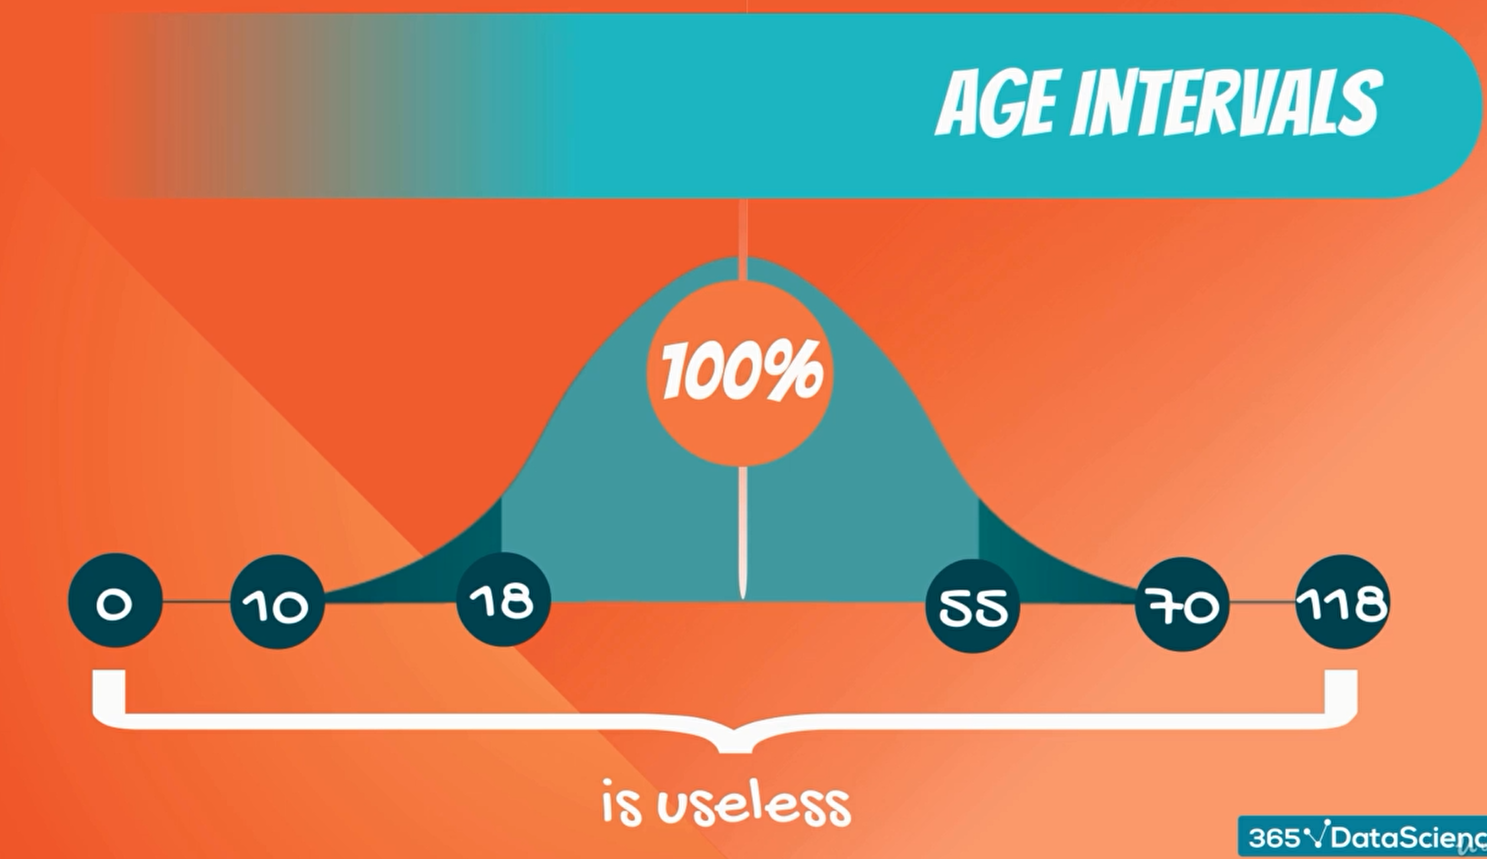 AGE INTERVALS
100%
0 10 18 55 70 118
is useless
365 DataScienc